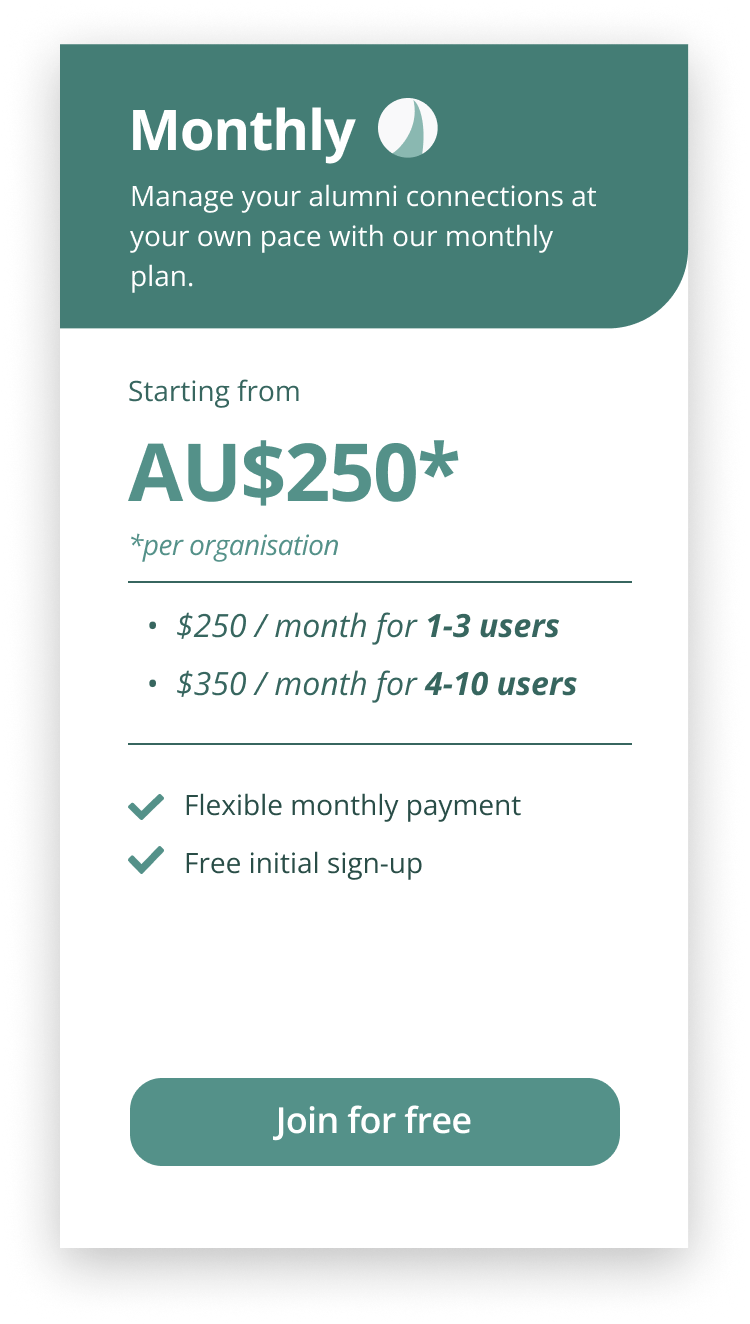 Monthly
Manage your alumni connections at
your own pace with our monthly
plan.
Starting from
AU$250*
*per organisation
• $250 / month for 1-3 users
• $350 / month for 4-10 users
Flexible monthly payment
Free initial sign-up
Join for free